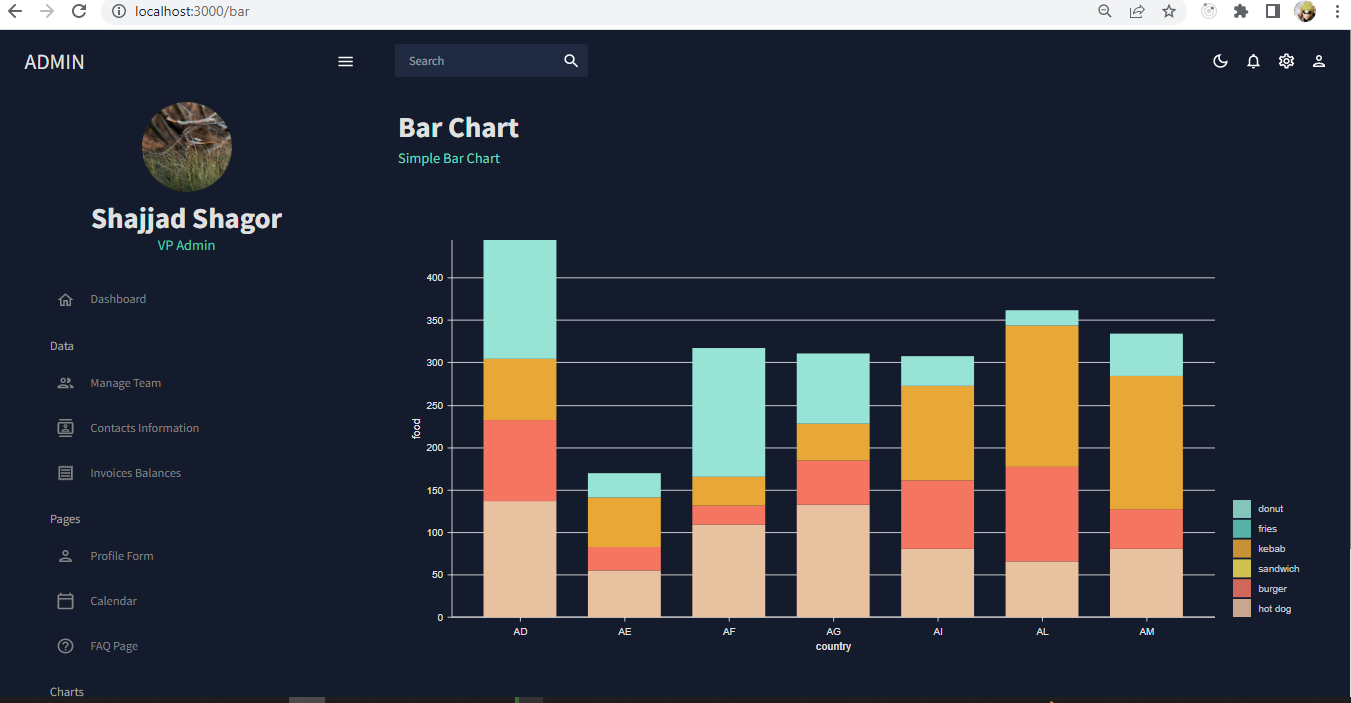 localhost:3000/bar
ADMIN
Search
Shajjad Shagor
VP Admin
Dashboard
Data
Manage Team
Contacts Information
Invoices Balances
Pages
Profile Form
Calendar
FAQ Page
Charts
Bar Chart
Simple Bar Chart
400
350
300
250
200
150
100
50
0
food
AD AE AF AG AI AL AM
country
donut
fries
kebab
sandwich
burger
hot dog